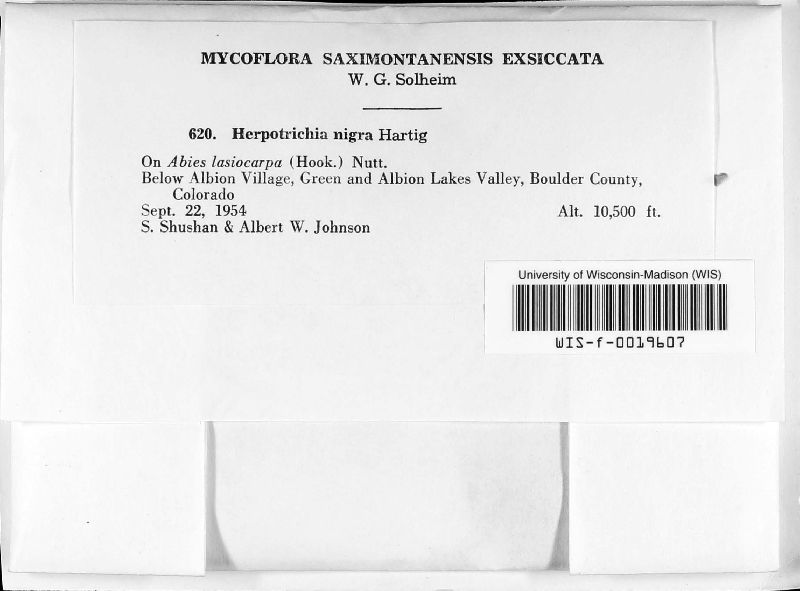 MYCOFLORA SAXIMONTANENSIS EXSICCATA
W. G. Solheim
620. Herpotrichia nigra Hartig
On Abies lasiocarpa (Hook.) Nutt.
Below Albion Village, Green and Albion Lakes Valley, Boulder County,
Colorado
Sept. 22, 1954 Alt. 10,500 ft.
S. Shushan & Albert W. Johnson
University of Wisconsin-Madison (WIS)
WIS-f-0019607